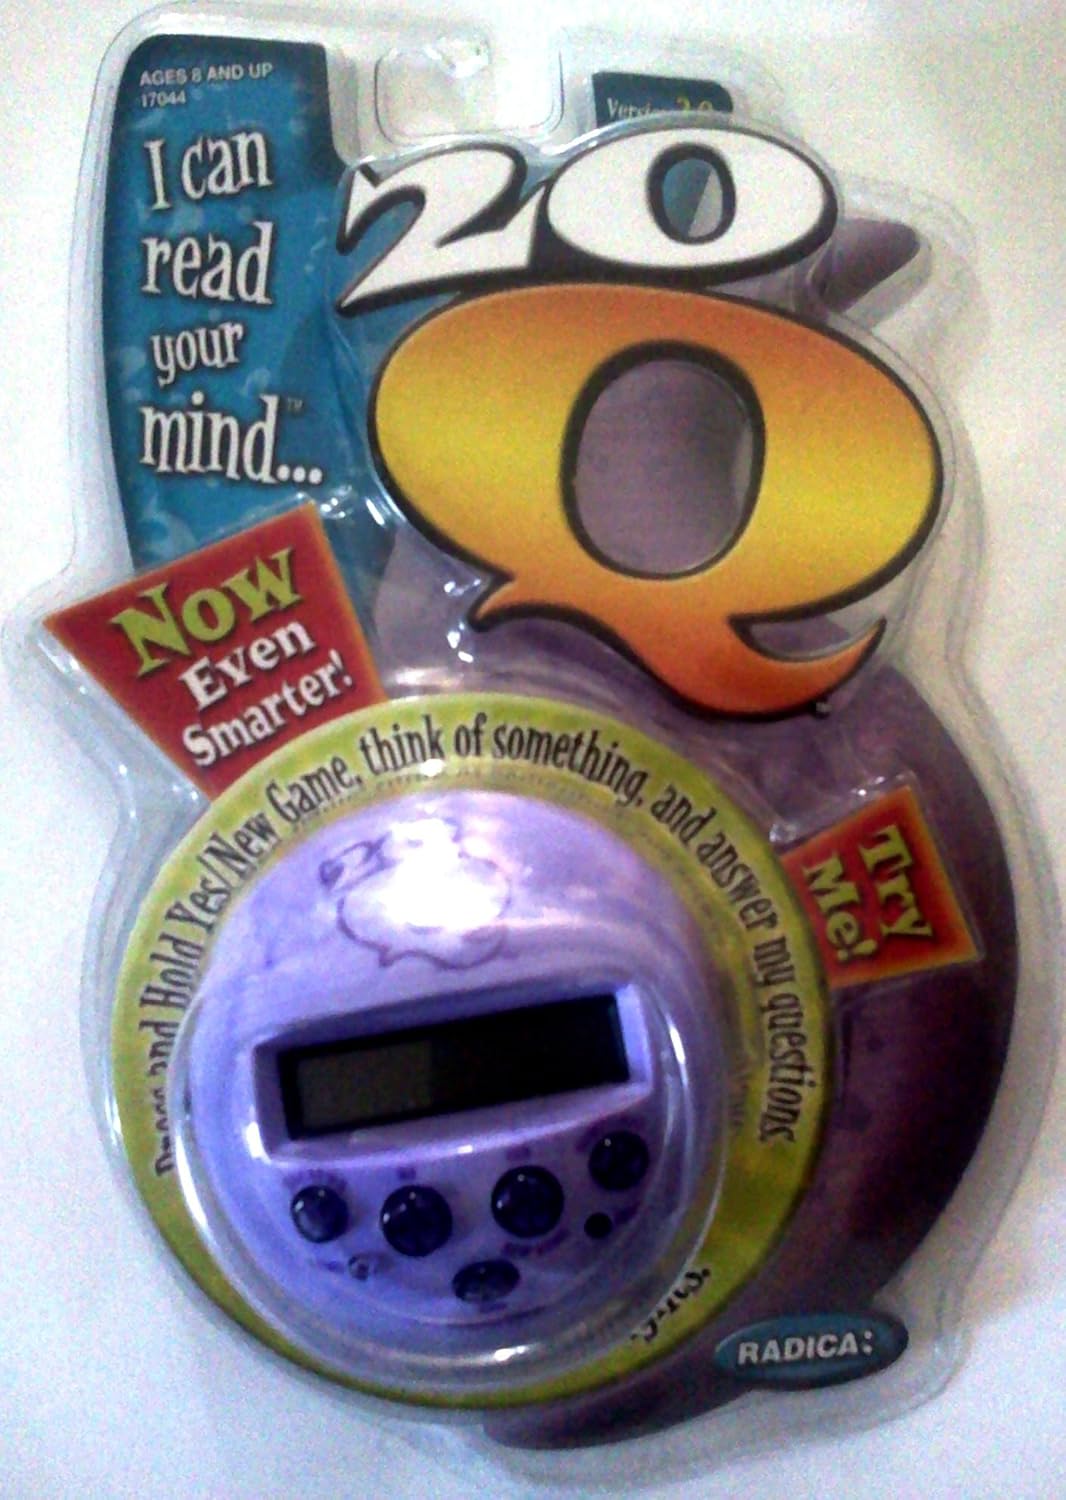 AGES 8 AND UP
17044
I can
read
your
mind...™
20
Q
Now
Even
Smarter!
and Hold Yes/New Game, think of something, and answer my questions
Try
Me!
RADICA: